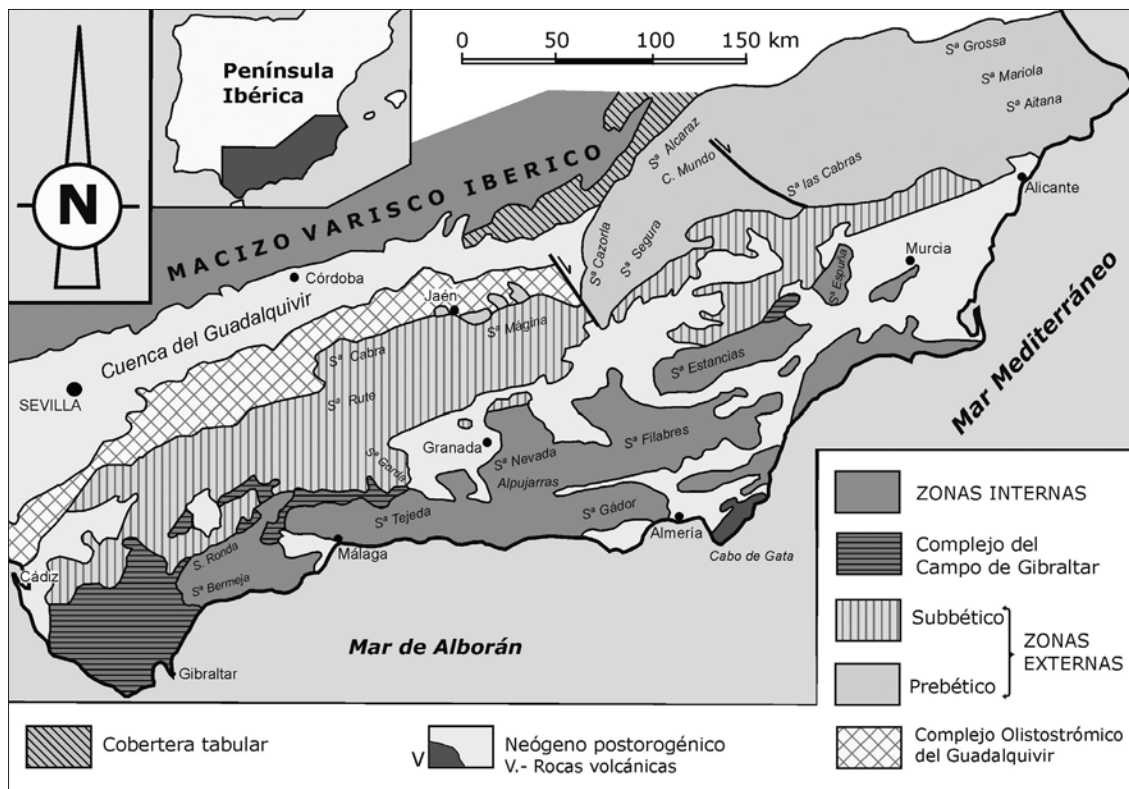 0 50 100 150 km
Península
Ibérica
N
Sª Grossa
Sª Mariola
Sª Aitana
Sª Alcaraz
C. Mundo
Sª las Cabras
MACIZO VARISCO IBERICO
Alicante
Sª Cazorla
Sª Segura
Murcia
Sª Espuña
Córdoba
Cuenca del Guadalquivir
Jaén
Sª Mágina
Sª Cabra
Sª Estancias
Mar Mediterráneo
SEVILLA
Sª Rute
Granada
Sª Gorda
Sª Nevada
Sª Filabres
Alpujarras
Sª Tejeda
Sª Gádor
Almería
Cabo de Gata
S. Ronda
Málaga
Cádiz
Sª Bermeja
Mar de Alborán
Gibraltar
ZONAS INTERNAS
Complejo del
Campo de Gibraltar
Subbético
ZONAS
EXTERNAS
Prebético
Complejo Olistostrómico
del Guadalquivir
Cobertera tabular
V
Neógeno postorogénico
V.- Rocas volcánicas